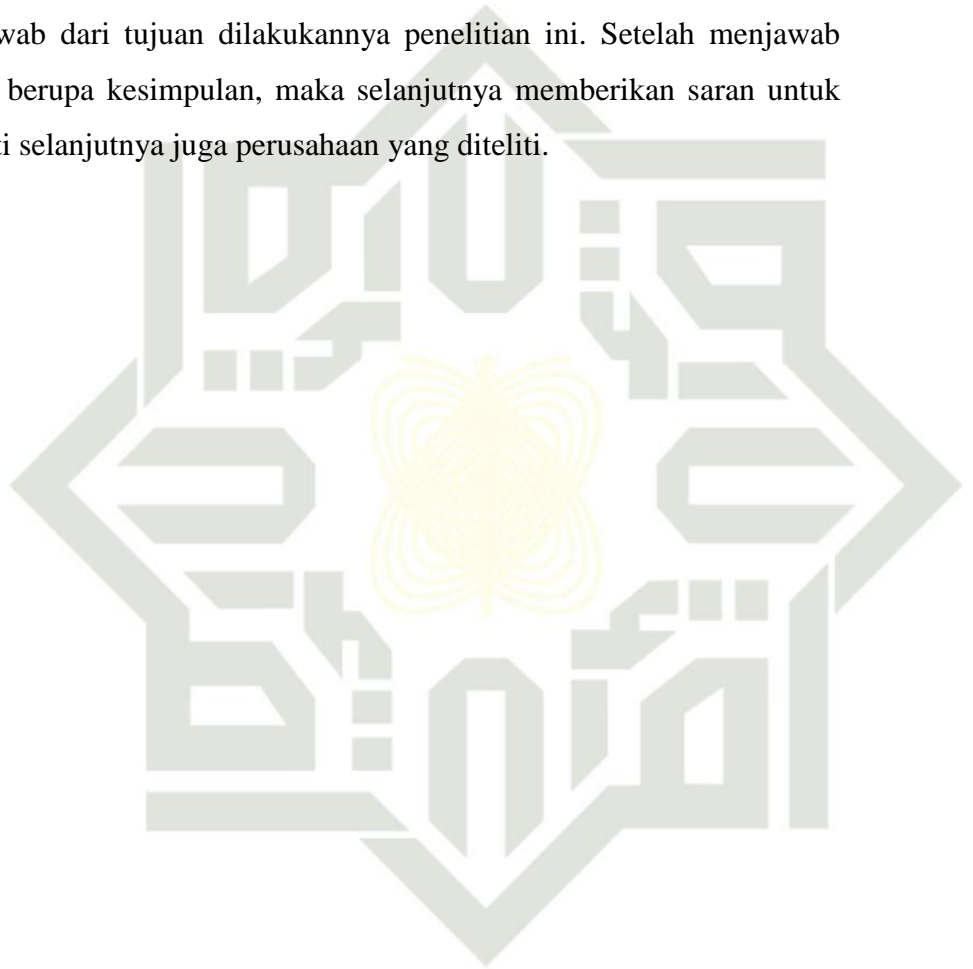 wab dari tujuan dilakukannya penelitian ini. Setelah menjawab
berupa kesimpulan, maka selanjutnya memberikan saran untuk
ti selanjutnya juga perusahaan yang diteliti.